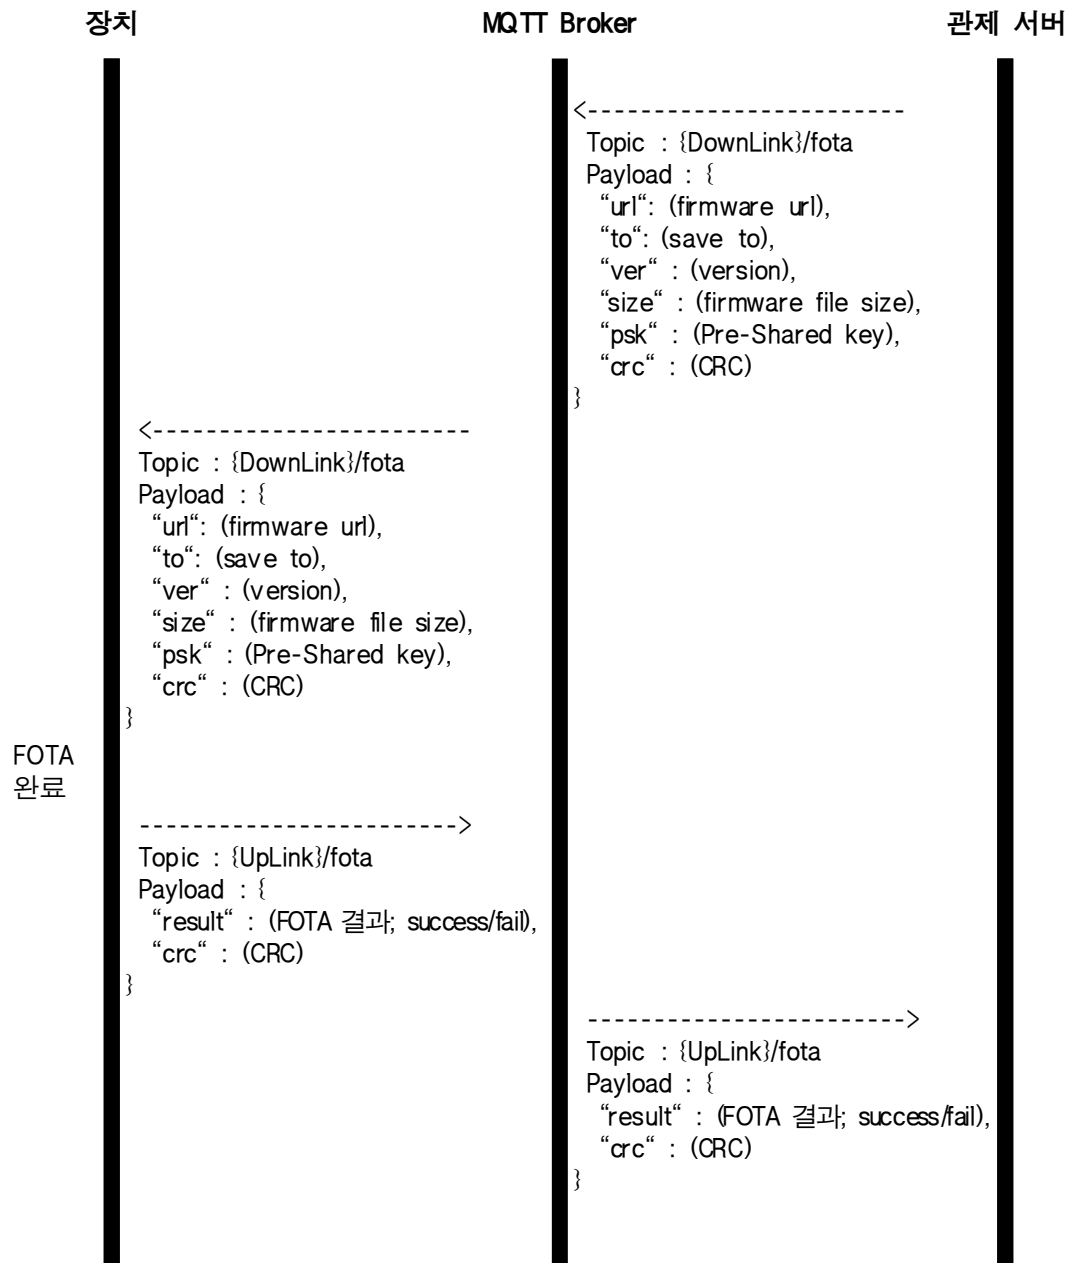 장치 MQTT Broker 관제 서버
<------------------------
Topic : {DownLink}/fota
Payload : {
“url“: (firmware url),
“to“: (save to),
“ver“ : (version),
“size“ : (firmware file size),
“psk“ : (Pre-Shared key),
“crc“ : (CRC)
}
<------------------------
Topic : {DownLink}/fota
Payload : {
“url“: (firmware url),
“to“: (save to),
“ver“ : (version),
“size“ : (firmware file size),
“psk“ : (Pre-Shared key),
“crc“ : (CRC)
}
FOTA
완료
------------------------>
Topic : {UpLink}/fota
Payload : {
“result“ : (FOTA 결과; success/fail),
“crc“ : (CRC)
}
------------------------>
Topic : {UpLink}/fota
Payload : {
“result“ : (FOTA 결과; success/fail),
“crc“ : (CRC)
}